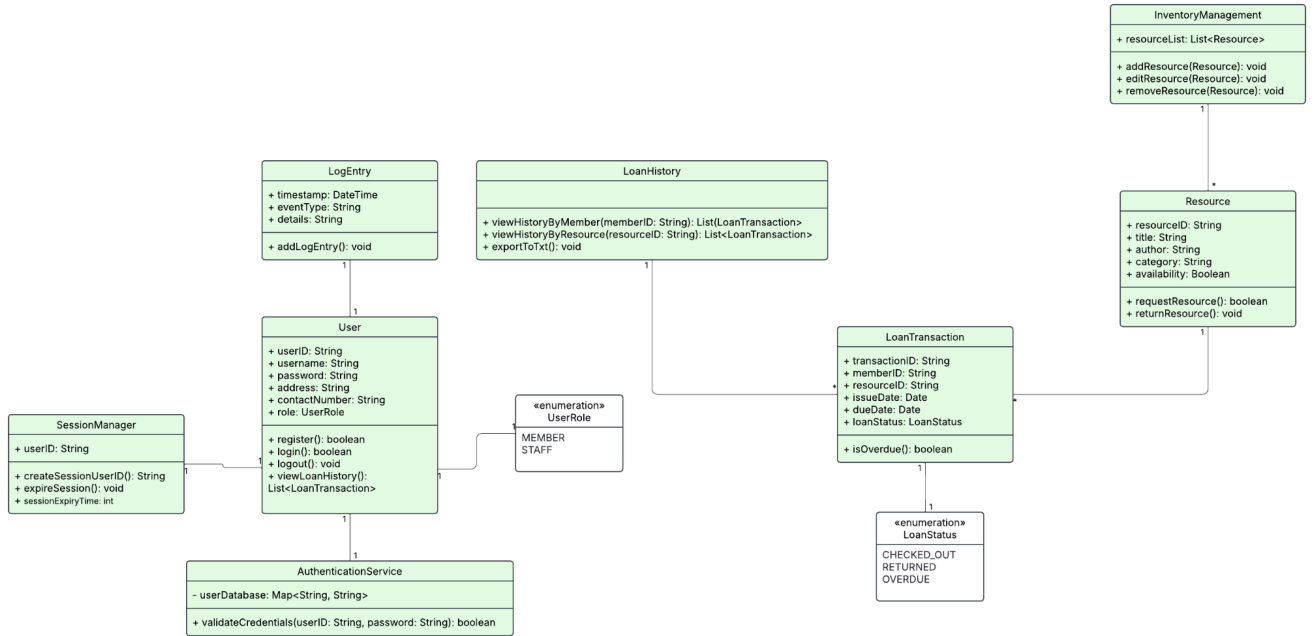 InventoryManagement
+ resourceList: List<Resource>
+ addResource(Resource): void
+ editResource(Resource): void
+ removeResource(Resource): void
1
*
LogEntry
+ timestamp: DateTime
+ eventType: String
+ details: String
+ addLogEntry(): void
1
1
LoanHistory
+ viewHistoryByMember(memberID: String): List(LoanTransaction>
+ viewHistoryByResource(resourceID: String): List<LoanTransaction>
+ exportToTxt(): void
1
*
Resource
+ resourceID: String
+ title: String
+ author: String
+ category: String
+ availability: Boolean
+ requestResource(): boolean
+ returnResource(): void
1
*
User
+ userID: String
+ username: String
+ password: String
+ address: String
+ contactNumber: String
+ role: UserRole
+ register(): boolean
+ login(): boolean
+ logout(): void
+ viewLoanHistory():
List<LoanTransaction>
1
1
1
1
LoanTransaction
+ transactionID: String
+ memberID: String
+ resourceID: String
+ issueDate: Date
+ dueDate: Date
+ loanStatus: LoanStatus
+ isOverdue(): boolean
1
1
«enumeration»
UserRole
MEMBER
STAFF
SessionManager
+ userID: String
+ createSessionUserID(): String
+ expireSession(): void
+ sessionExpiryTime: int
1
1
«enumeration»
LoanStatus
CHECKED_OUT
RETURNED
OVERDUE
AuthenticationService
- userDatabase: Map<String, String>
+ validateCredentials(userID: String, password: String): boolean